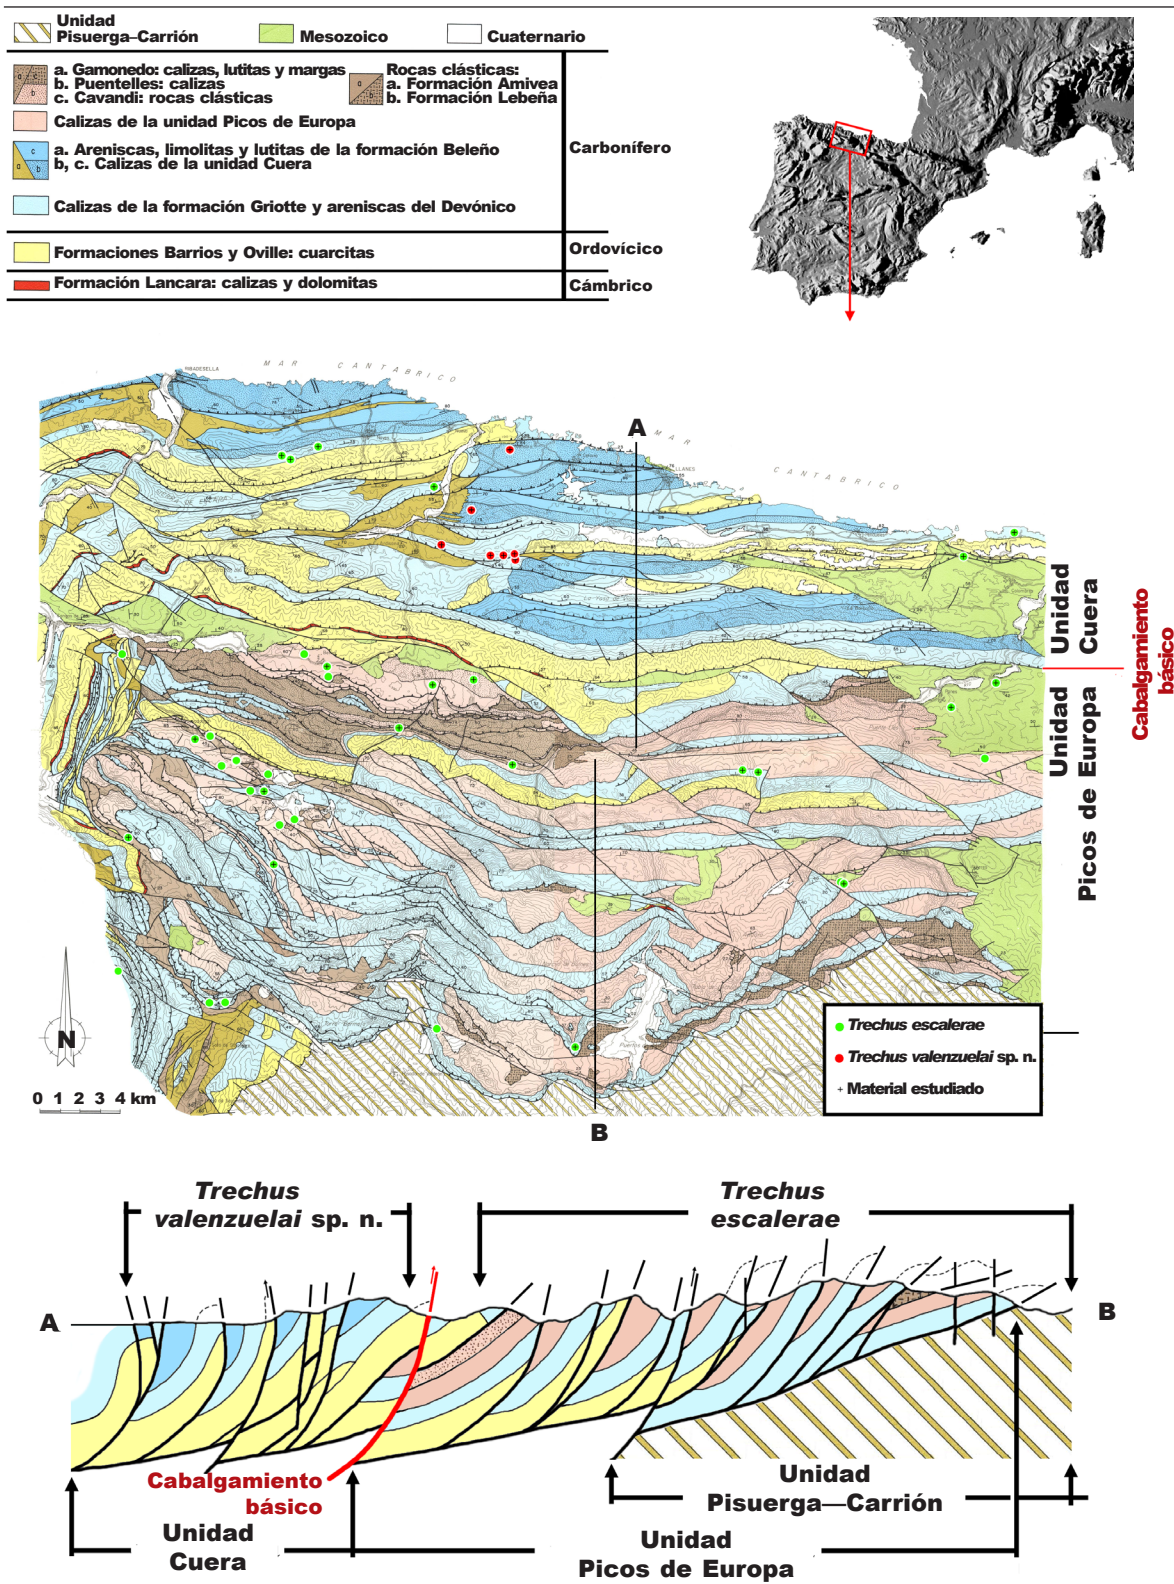 Unidad
Pisuerga–Carrión)
Mesozoico
Cuaternario
a. Gamonedo: calizas, lutitas y margas
b. Puentelles: calizas
c. Cavandi: rocas clásticas
Rocas clásticas:
a. Formación Amivea
b. Formación Lebeña
Calizas de la unidad Picos de Europa
a. Areniscas, limolitas y lutitas de la formación Beleño
b, c. Calizas de la unidad Cuera
Carbonífero
Calizas de la formación Griotte y areniscas del Devónico
Formaciones Barrios y Oville: cuarcitas
Ordovícico
Formación Lancara: calizas y dolomitas
Cámbrico
MAR CANTABRICO
RIBADESELLA
A
MAR
CANTABRICO
LLANES
Unidad
Cuera
Cabalgamiento
básico
Unidad
Picos de Europa
N
0 1 2 3 4 km
Trechus escalerae
Trechus valenzuelai sp. n.
+ Material estudiado
B
Trechus
valenzuelai sp. n.
Trechus
escalerae
A
B
Cabalgamiento
básico
Unidad
Pisuerga—Carrión
Unidad
Cuera
Unidad
Picos de Europa